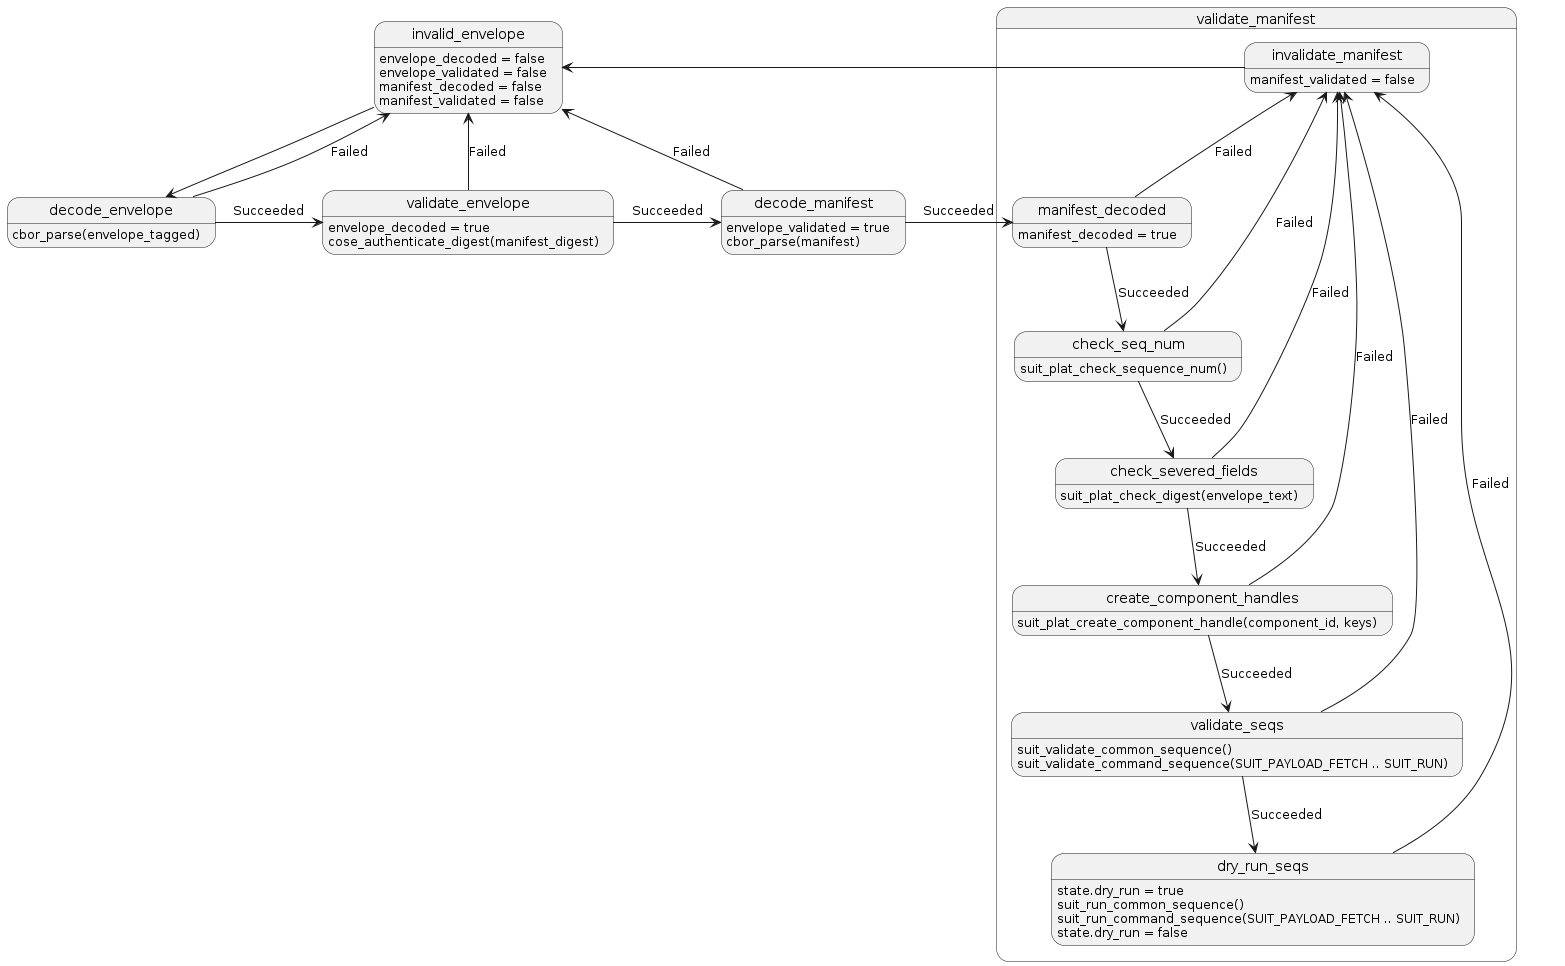 validate_manifest
invalid_envelope
envelope_decoded = false
envelope_validated = false
manifest_decoded = false
manifest_validated = false
invalidate_manifest
manifest_validated = false
Failed
Failed
Failed
Failed
decode_envelope
cbor_parse(envelope_tagged)
Succeeded
validate_envelope
envelope_decoded = true
cose_authenticate_digest(manifest_digest)
Succeeded
decode_manifest
envelope_validated = true
cbor_parse(manifest)
Succeeded
manifest_decoded
manifest_decoded = true
Failed
Succeeded
Failed
check_seq_num
suit_plat_check_sequence_num()
Failed
Succeeded
Failed
check_severed_fields
suit_plat_check_digest(envelope_text)
Failed
Succeeded
create_component_handles
suit_plat_create_component_handle(component_id, keys)
Succeeded
validate_seqs
suit_validate_common_sequence()
suit_validate_command_sequence(SUIT_PAYLOAD_FETCH .. SUIT_RUN)
Succeeded
dry_run_seqs
state.dry_run = true
suit_run_common_sequence()
suit_run_command_sequence(SUIT_PAYLOAD_FETCH .. SUIT_RUN)
state.dry_run = false